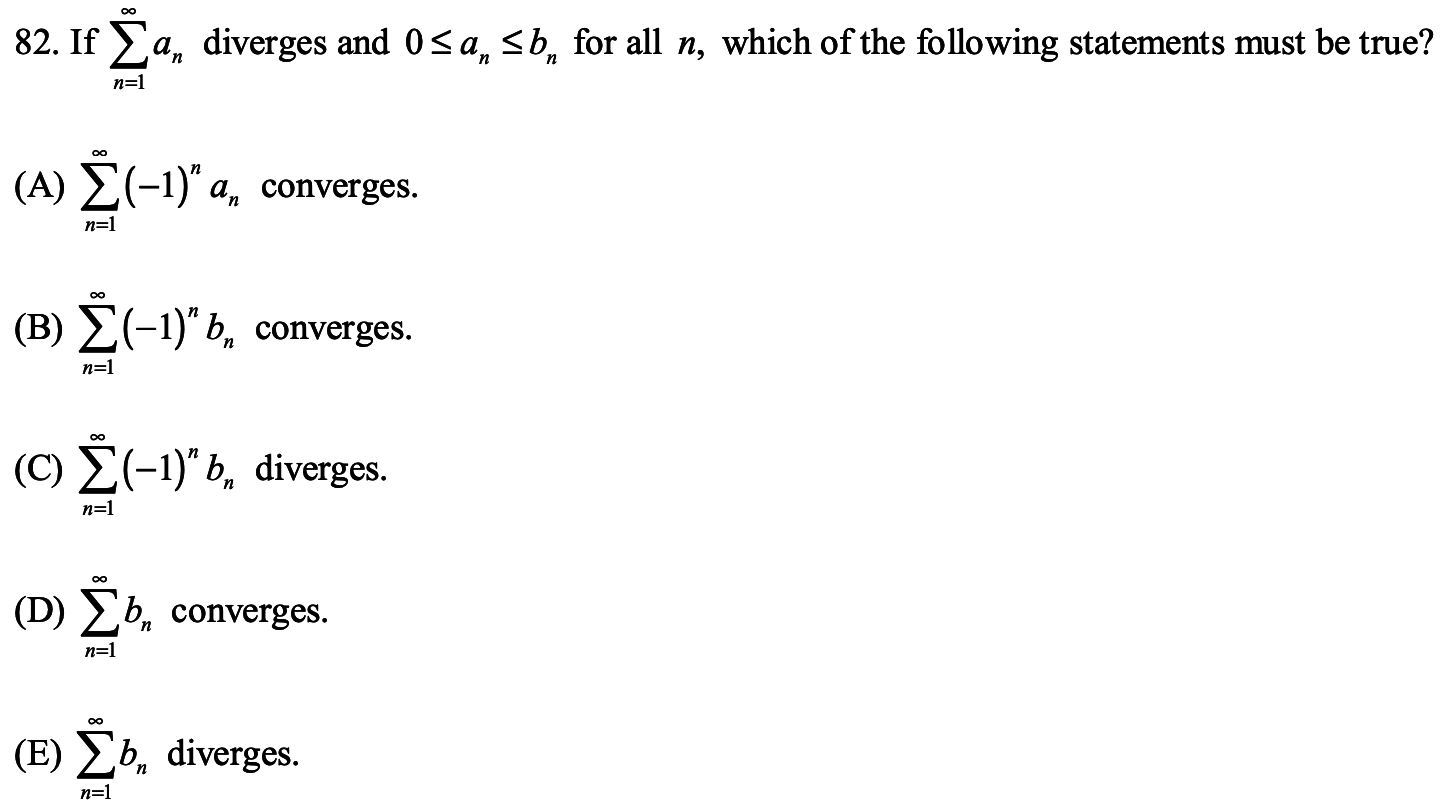 82. If $\sum_{n=1}^{\infty} a_n$ diverges and $0 \le a_n \le b_n$ for all $n$, which of the following statements must be true?
(A) $\sum_{n=1}^{\infty} (-1)^n a_n$ converges.
(B) $\sum_{n=1}^{\infty} (-1)^n b_n$ converges.
(C) $\sum_{n=1}^{\infty} (-1)^n b_n$ diverges.
(D) $\sum_{n=1}^{\infty} b_n$ converges.
(E) $\sum_{n=1}^{\infty} b_n$ diverges.